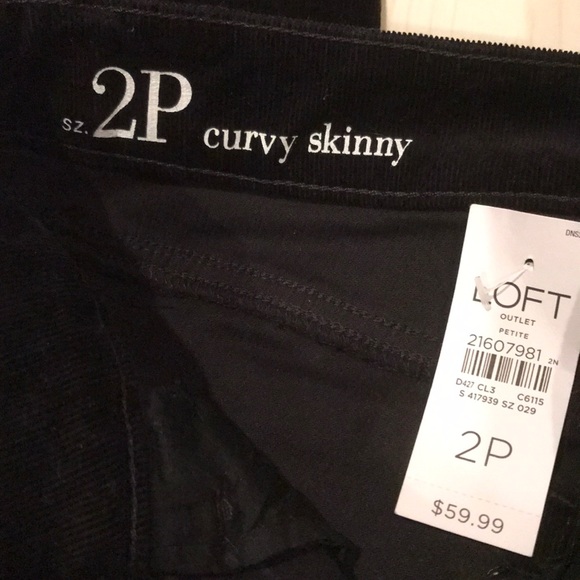 sz. 2P curvy skinny
LOFT
OUTLET
PETITE
21607981 2N
D427 CL3 C6115
S 417939 SZ 029
2P
$59.99